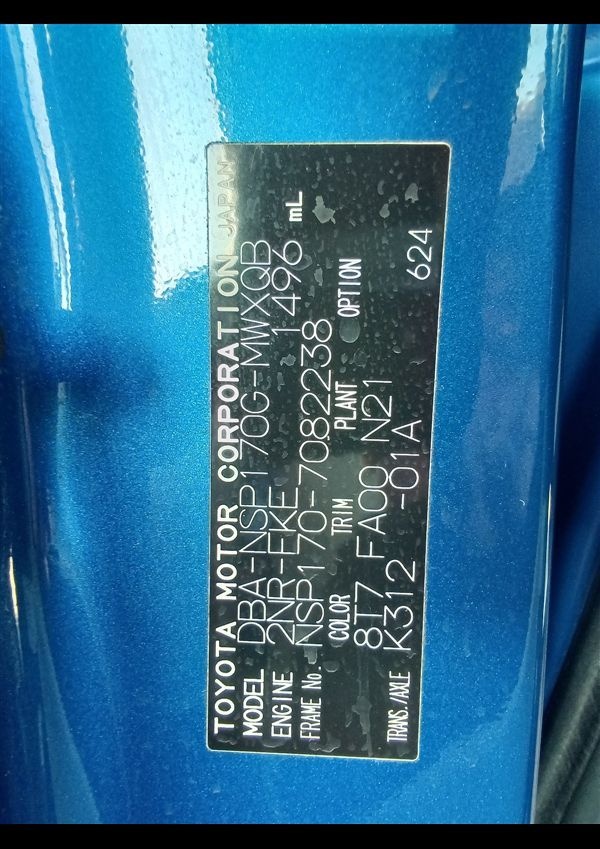 TOYOTA MOTOR CORPORATION JAPAN
MODEL DBA-NSP170G-MWXQB
ENGINE 2NR-FKE 1496 mL
FRAME No. NSP170-7082238
COLOR TRIM PLANT OPTION
8T7 FA00 N21
TRANS./AXLE K312 -01A 624